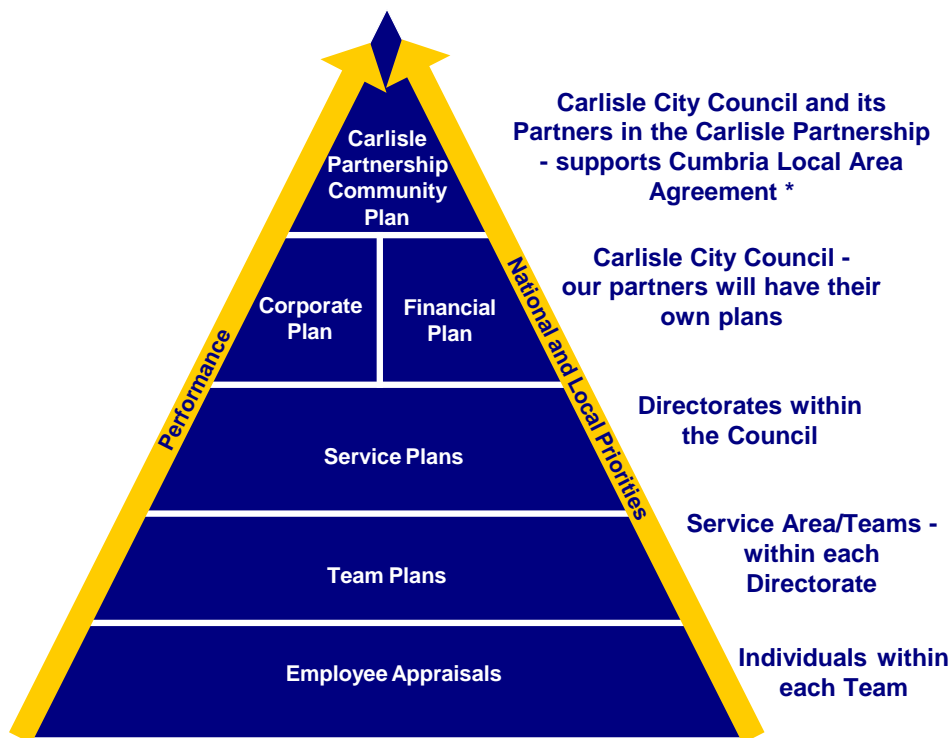 Carlisle
Partnership
Community
Plan
Carlisle City Council and its
Partners in the Carlisle Partnership
- supports Cumbria Local Area
Agreement *
Corporate
Plan
Financial
Plan
Carlisle City Council -
our partners will have their
own plans
Performance
National and Local Priorities
Service Plans
Directorates within
the Council
Team Plans
Service Area/Teams -
within each
Directorate
Employee Appraisals
Individuals within
each Team